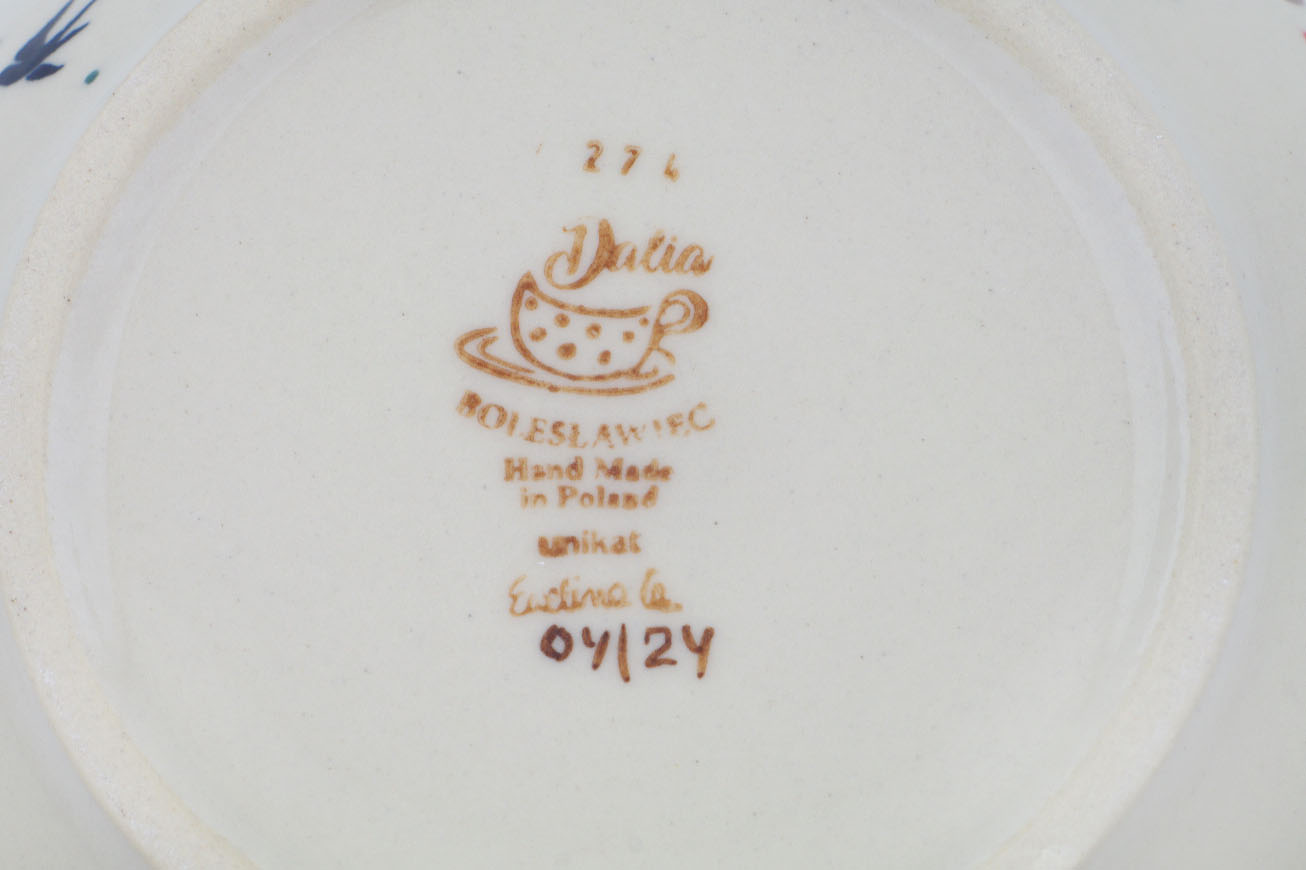 274
Dalia
BOLESŁAWIEC
Hand Made
in Poland
unikat
04/24